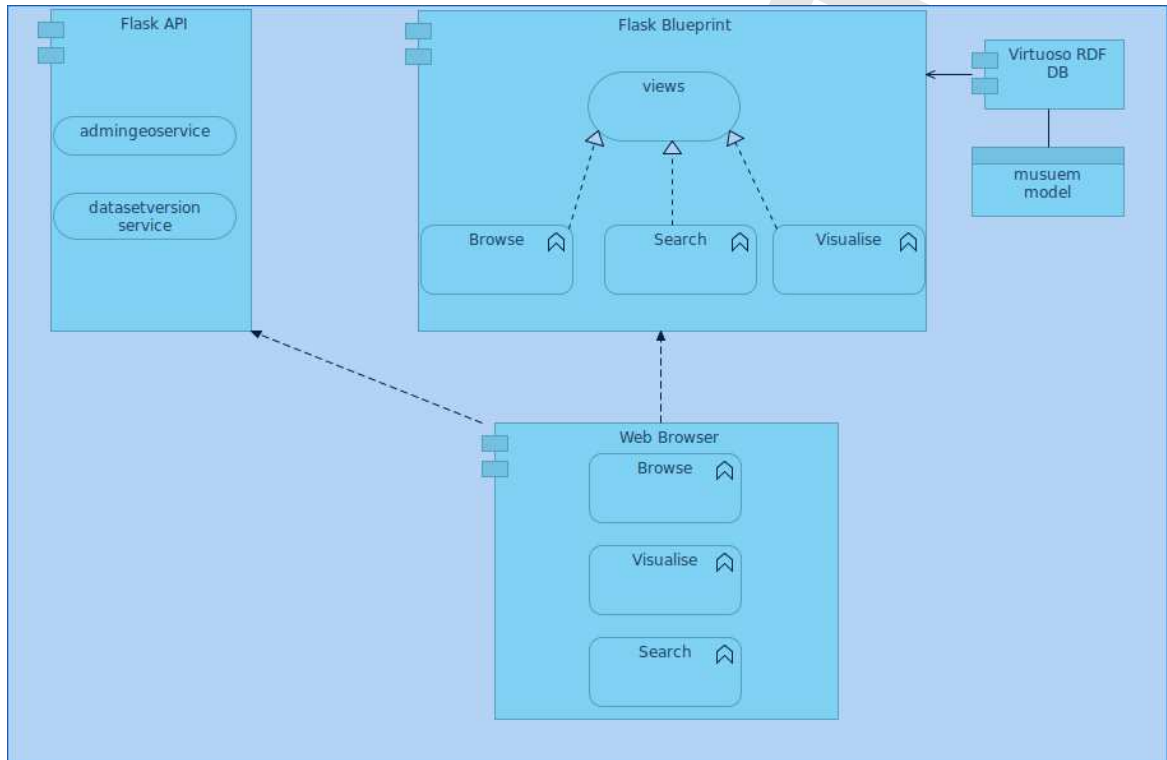 Flask API
admingeoservice
datasetversion
service
Flask Blueprint
views
Browse
Search
Visualise
Virtuoso RDF
DB
musuem
model
Web Browser
Browse
Visualise
Search